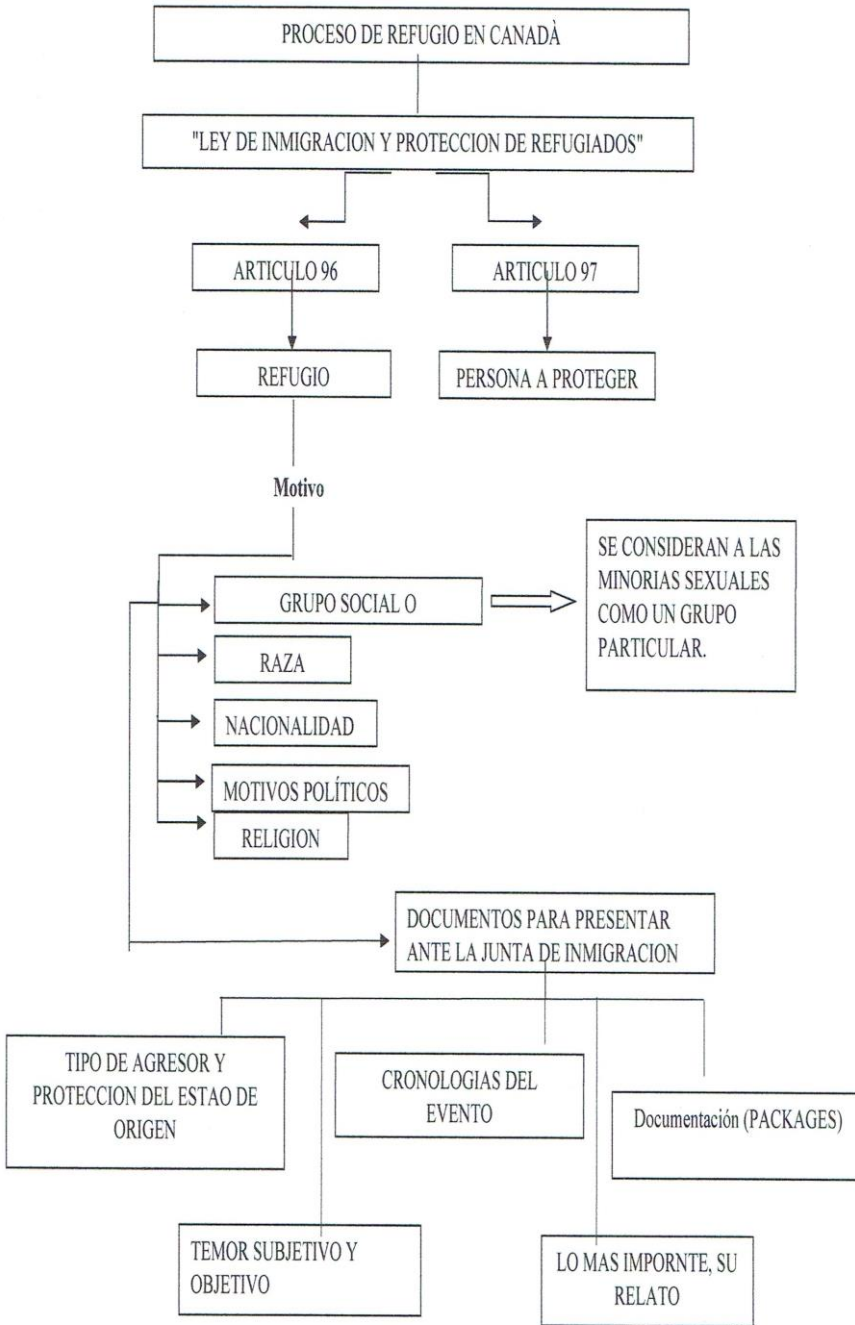 PROCESO DE REFUGIO EN CANADÀ
"LEY DE INMIGRACION Y PROTECCION DE REFUGIADOS"
ARTICULO 96
ARTICULO 97
REFUGIO
PERSONA A PROTEGER
Motivo
GRUPO SOCIAL O
SE CONSIDERAN A LAS
MINORIAS SEXUALES
COMO UN GRUPO
PARTICULAR.
RAZA
NACIONALIDAD
MOTIVOS POLÍTICOS
RELIGION
DOCUMENTOS PARA PRESENTAR
ANTE LA JUNTA DE INMIGRACION
TIPO DE AGRESOR Y
PROTECCION DEL ESTAO DE
ORIGEN
CRONOLOGIAS DEL
EVENTO
Documentación (PACKAGES)
TEMOR SUBJETIVO Y
OBJETIVO
LO MAS IMPORNTE, SU
RELATO